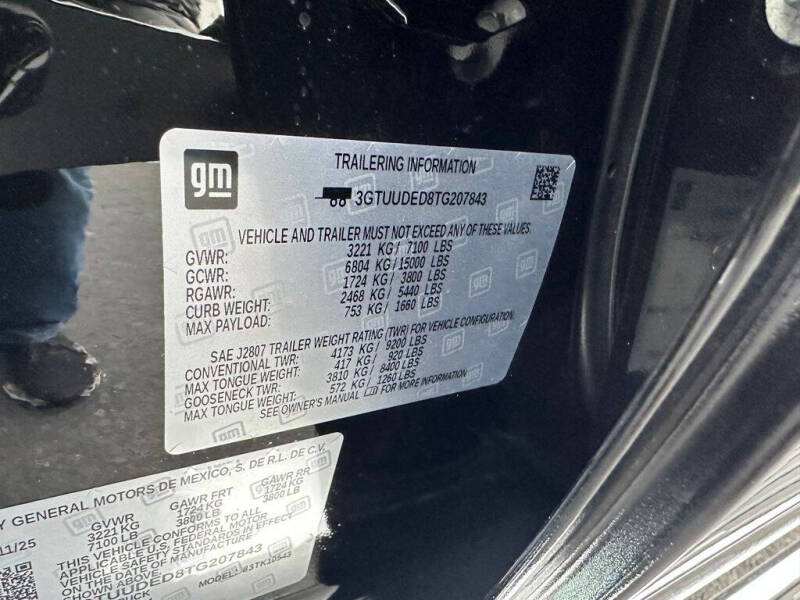 gm
TRAILERING INFORMATION
3GTUUDED8TG207843
VEHICLE AND TRAILER MUST NOT EXCEED ANY OF THESE VALUES:
GVWR: 3221 KG / 7100 LBS
GCWR: 6804 KG / 15000 LBS
RGAWR: 1724 KG / 3800 LBS
CURB WEIGHT: 2468 KG / 5440 LBS
MAX PAYLOAD: 753 KG / 1660 LBS
SAE J2807 TRAILER WEIGHT RATING (TWR) FOR VEHICLE CONFIGURATION.
CONVENTIONAL TWR: 4173 KG / 9200 LBS
MAX TONGUE WEIGHT: 417 KG / 920 LBS
GOOSENECK TWR: 3810 KG / 8400 LBS
MAX TONGUE WEIGHT: 572 KG / 1260 LBS
SEE OWNER'S MANUAL FOR MORE INFORMATION
Y GENERAL MOTORS DE MEXICO, S. DE R.L. DE C.V.
GVWR GAWR FRT GAWR RR
11/25 3221 KG 1724 KG 1724 KG
7100 LB 3800 LB 3800 LB
THIS VEHICLE CONFORMS TO ALL
APPLICABLE U.S. FEDERAL MOTOR
VEHICLE SAFETY STANDARDS IN EFFECT
ON THE DATE OF MANUFACTURE
SHOWN ABOVE
UUDED8TG207843 MODEL: